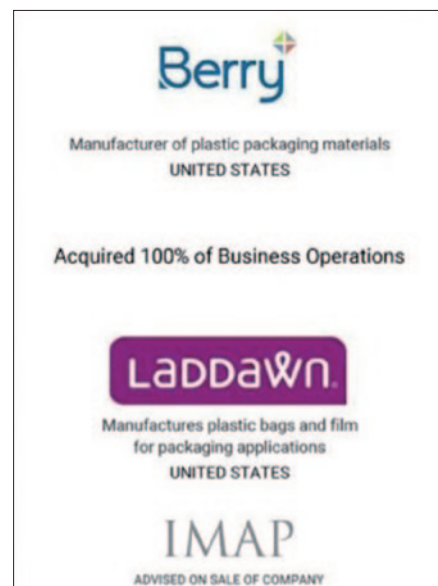 Berry
Manufacturer of plastic packaging materials
UNITED STATES
Acquired 100% of Business Operations
LaDDaWn®
Manufactures plastic bags and film
for packaging applications
UNITED STATES
IMAP
ADVISED ON SALE OF COMPANY